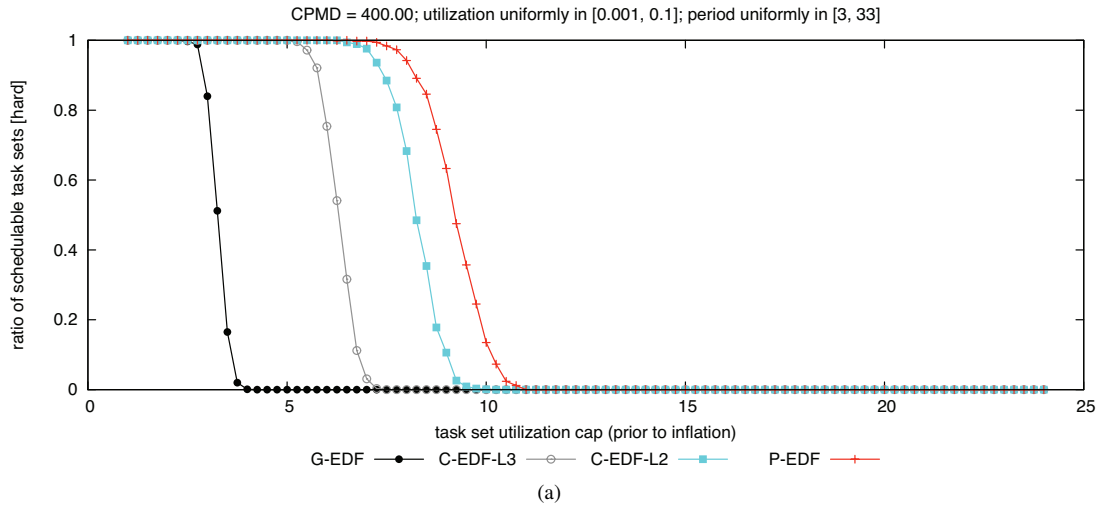 CPMD = 400.00; utilization uniformly in [0.001, 0.1]; period uniformly in [3, 33]
ratio of schedulable task sets [hard]
1
0.8
0.6
0.4
0.2
0
0 5 10 15 20 25
task set utilization cap (prior to inflation)
G-EDF C-EDF-L3 C-EDF-L2 P-EDF
(a)